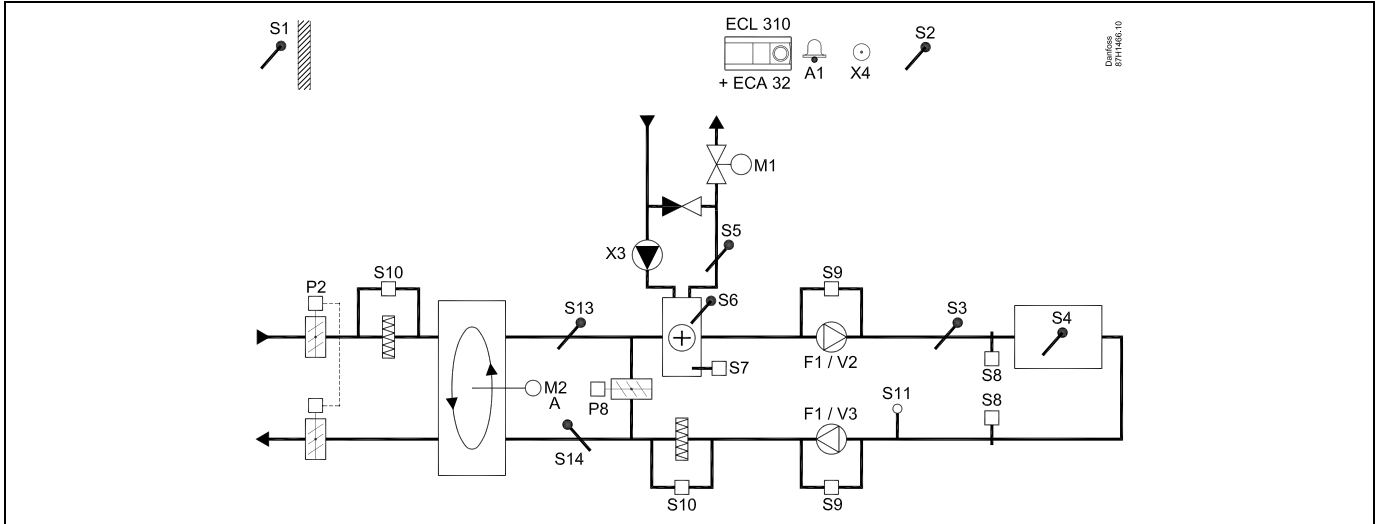 S1
ECL 310
+ ECA 32
A1
X4
S2
Danfoss
87H1466.10
M1
X3
S5
S6
S7
P2
S10
S13
S9
F1 / V2
S3
S4
S8
M2
A
P8
S14
S10
F1 / V3
S9
S11
S8